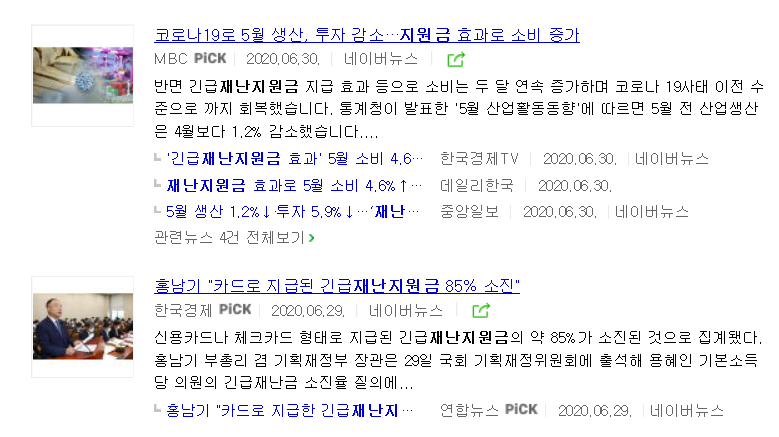 코로나19로 5월 생산, 투자 감소…지원금 효과로 소비 증가
MBC PiCK 2020.06.30. 네이버뉴스
반면 긴급재난지원금 지급 효과 등으로 소비는 두 달 연속 증가하며 코로나 19사태 이전 수
준으로 까지 회복했습니다. 통계청이 발표한 '5월 산업활동동향'에 따르면 5월 전 산업생산
은 4월보다 1.2% 감소했습니다....
'긴급재난지원금 효과' 5월 소비 4.6… 한국경제TV 2020.06.30. 네이버뉴스
재난지원금 효과로 5월 소비 4.6%↑… 데일리한국 2020.06.30.
5월 생산 1.2%↓투자 5.9%↓…'재난… 중앙일보 2020.06.30. 네이버뉴스
관련뉴스 4건 전체보기
홍남기 "카드로 지급된 긴급재난지원금 85% 소진"
한국경제 PiCK 2020.06.29. 네이버뉴스
신용카드나 체크카드 형태로 지급된 긴급재난지원금의 약 85%가 소진된 것으로 집계됐다.
홍남기 부총리 겸 기획재정부 장관은 29일 국회 기획재정위원회에 출석해 용혜인 기본소득
당 의원의 긴급재난금 소진율 질의에...
홍남기 "카드로 지급한 긴급재난지… 연합뉴스 PiCK 2020.06.29. 네이버뉴스